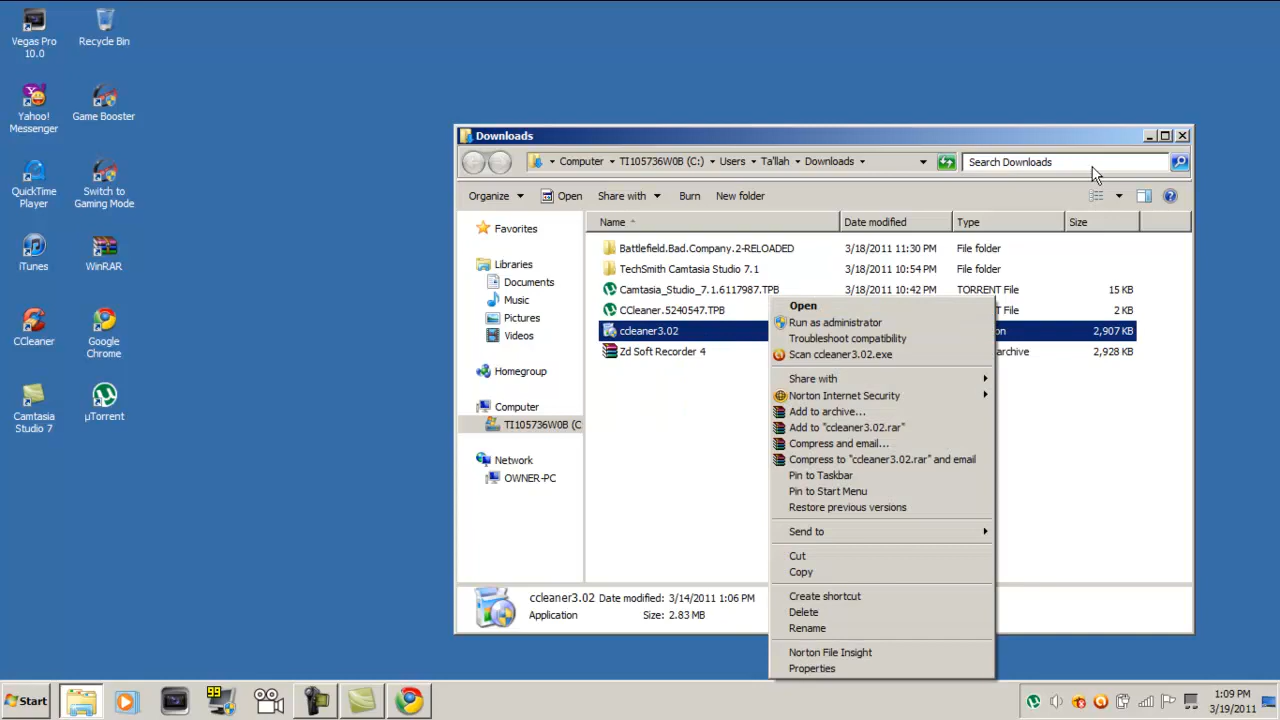 Vegas Pro
10.0
Recycle Bin
Yahoo!
Messenger
Game Booster
QuickTime
Player
Switch to
Gaming Mode
iTunes
WinRAR
CCleaner
Google
Chrome
Camtasia
Studio 7
µTorrent
Downloads
Computer TI105736W0B (C:) Users Ta'llah Downloads
Search Downloads
Organize Open Share with Burn New folder
Name Date modified Type Size
Favorites
Libraries
Documents
Music
Pictures
Videos
Homegroup
Computer
TI105736W0B (C
Network
OWNER-PC
Battlefield.Bad.Company.2-RELOADED 3/18/2011 11:30 PM File folder
TechSmith Camtasia Studio 7.1 3/18/2011 10:54 PM File folder
Camtasia_Studio_7.1.6117987.TPB 3/18/2011 10:42 PM TORRENT File 15 KB
CCleaner.5240547.TPB T File 2 KB
ccleaner3.02 on 2,907 KB
Zd Soft Recorder 4 archive 2,928 KB
Open
Run as administrator
Troubleshoot compatibility
Scan ccleaner3.02.exe
Share with
Norton Internet Security
Add to archive...
Add to "ccleaner3.02.rar"
Compress and email...
Compress to "ccleaner3.02.rar" and email
Pin to Taskbar
Pin to Start Menu
Restore previous versions
Send to
Cut
Copy
Create shortcut
Delete
Rename
Norton File Insight
Properties
ccleaner3.02 Date modified: 3/14/2011 1:06 PM
Application Size: 2.83 MB
Start
99
1:09 PM
3/19/2011